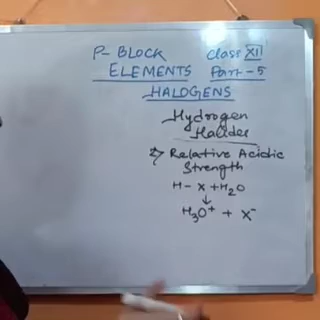 P-BLOCK Class XII
ELEMENTS Part-5
HALOGENS
Hydrogen
Halides
2) Relative Acidic
Strength
H-X + H₂O
↓
H₃O⁺ + X⁻